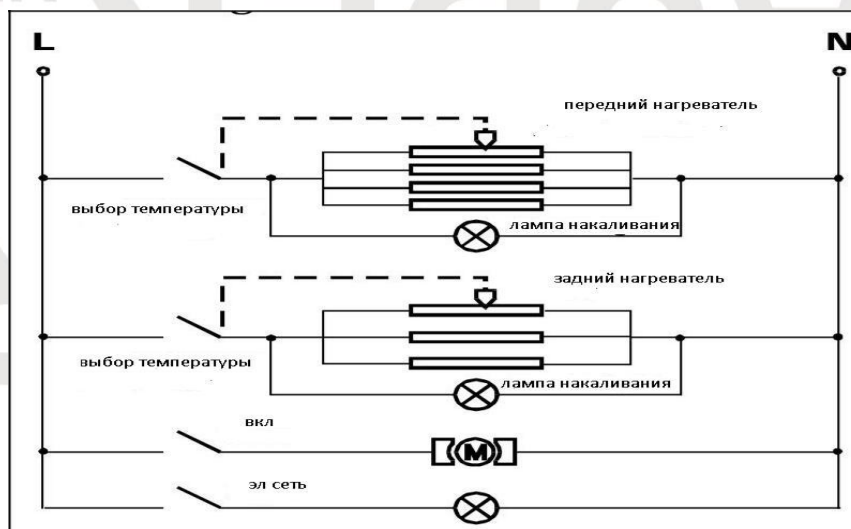 L
N
передний нагреватель
выбор температуры
лампа накаливания
задний нагреватель
выбор температуры
лампа накаливания
вкл
М
эл сеть